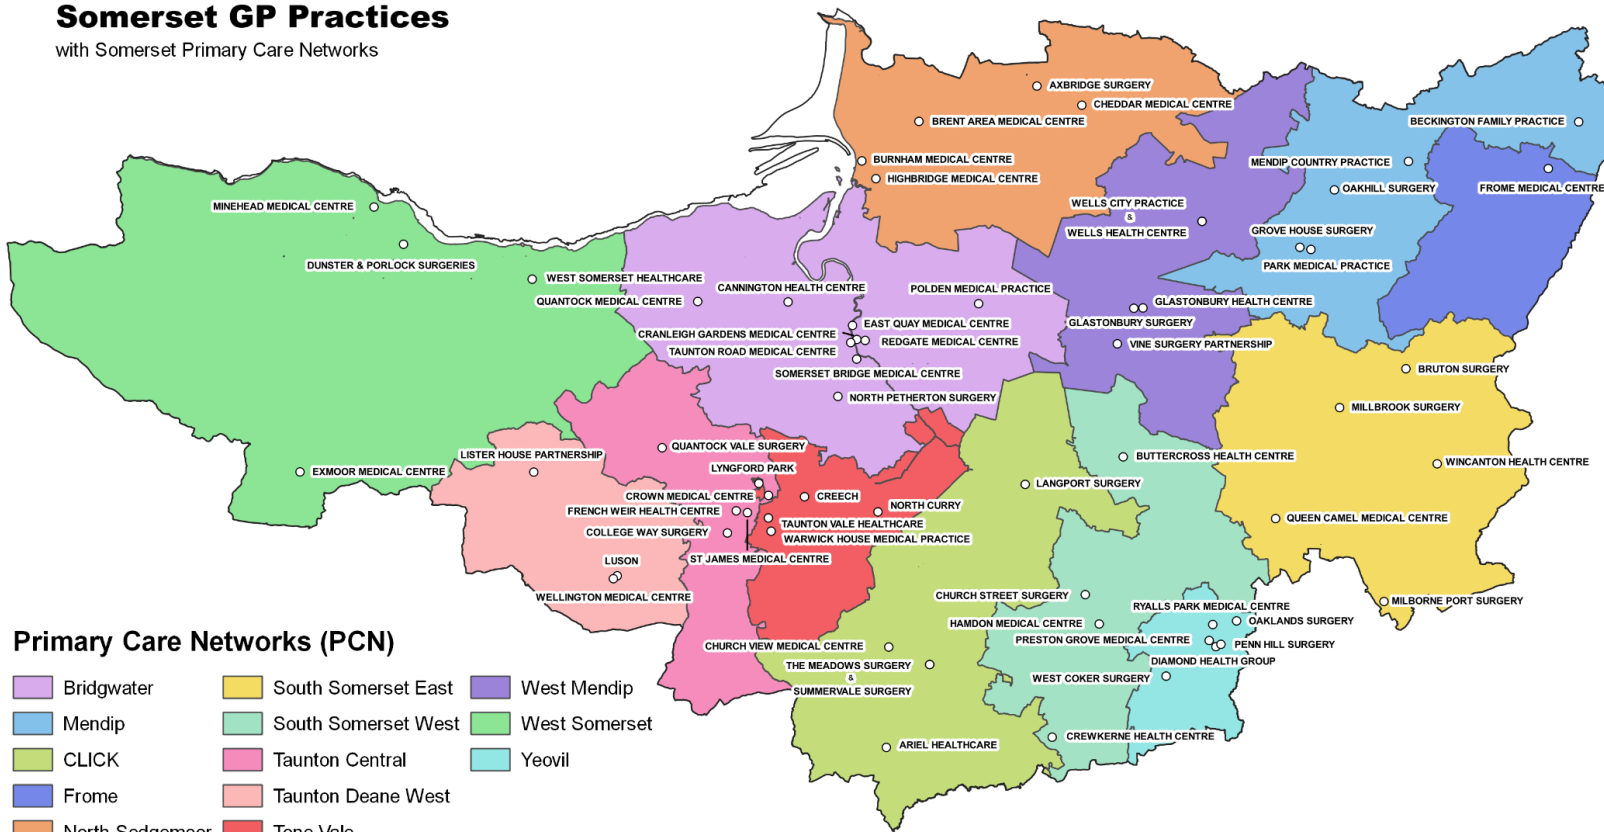 Somerset GP Practices
with Somerset Primary Care Networks
AXBRIDGE SURGERY
CHEDDAR MEDICAL CENTRE
BRENT AREA MEDICAL CENTRE
BECKINGTON FAMILY PRACTICE
BURNHAM MEDICAL CENTRE
MENDIP COUNTRY PRACTICE
HIGHBRIDGE MEDICAL CENTRE
OAKHILL SURGERY
FROME MEDICAL CENTRE
MINEHEAD MEDICAL CENTRE
WELLS CITY PRACTICE
&
WELLS HEALTH CENTRE
GROVE HOUSE SURGERY
DUNSTER & PORLOCK SURGERIES
PARK MEDICAL PRACTICE
WEST SOMERSET HEALTHCARE
CANNINGTON HEALTH CENTRE
POLDEN MEDICAL PRACTICE
QUANTOCK MEDICAL CENTRE
GLASTONBURY HEALTH CENTRE
EAST QUAY MEDICAL CENTRE
GLASTONBURY SURGERY
CRANLEIGH GARDENS MEDICAL CENTRE
REDGATE MEDICAL CENTRE
VINE SURGERY PARTNERSHIP
TAUNTON ROAD MEDICAL CENTRE
SOMERSET BRIDGE MEDICAL CENTRE
BRUTON SURGERY
NORTH PETHERTON SURGERY
MILLBROOK SURGERY
QUANTOCK VALE SURGERY
LISTER HOUSE PARTNERSHIP
BUTTERCROSS HEALTH CENTRE
WINCANTON HEALTH CENTRE
EXMOOR MEDICAL CENTRE
LYNGFORD PARK
LANGPORT SURGERY
CROWN MEDICAL CENTRE
CREECH
NORTH CURRY
FRENCH WEIR HEALTH CENTRE
QUEEN CAMEL MEDICAL CENTRE
TAUNTON VALE HEALTHCARE
COLLEGE WAY SURGERY
WARWICK HOUSE MEDICAL PRACTICE
ST JAMES MEDICAL CENTRE
LUSON
WELLINGTON MEDICAL CENTRE
CHURCH STREET SURGERY
MILBORNE PORT SURGERY
RYALLS PARK MEDICAL CENTRE
HAMDON MEDICAL CENTRE
OAKLANDS SURGERY
PRESTON GROVE MEDICAL CENTRE
PENN HILL SURGERY
CHURCH VIEW MEDICAL CENTRE
DIAMOND HEALTH GROUP
THE MEADOWS SURGERY
&
SUMMERVALE SURGERY
WEST COKER SURGERY
CREWKERNE HEALTH CENTRE
ARIEL HEALTHCARE
Primary Care Networks (PCN)
Bridgwater
Mendip
CLICK
Frome
North Sedgemoor
South Somerset East
South Somerset West
Taunton Central
Taunton Deane West
Tone Vale
West Mendip
West Somerset
Yeovil